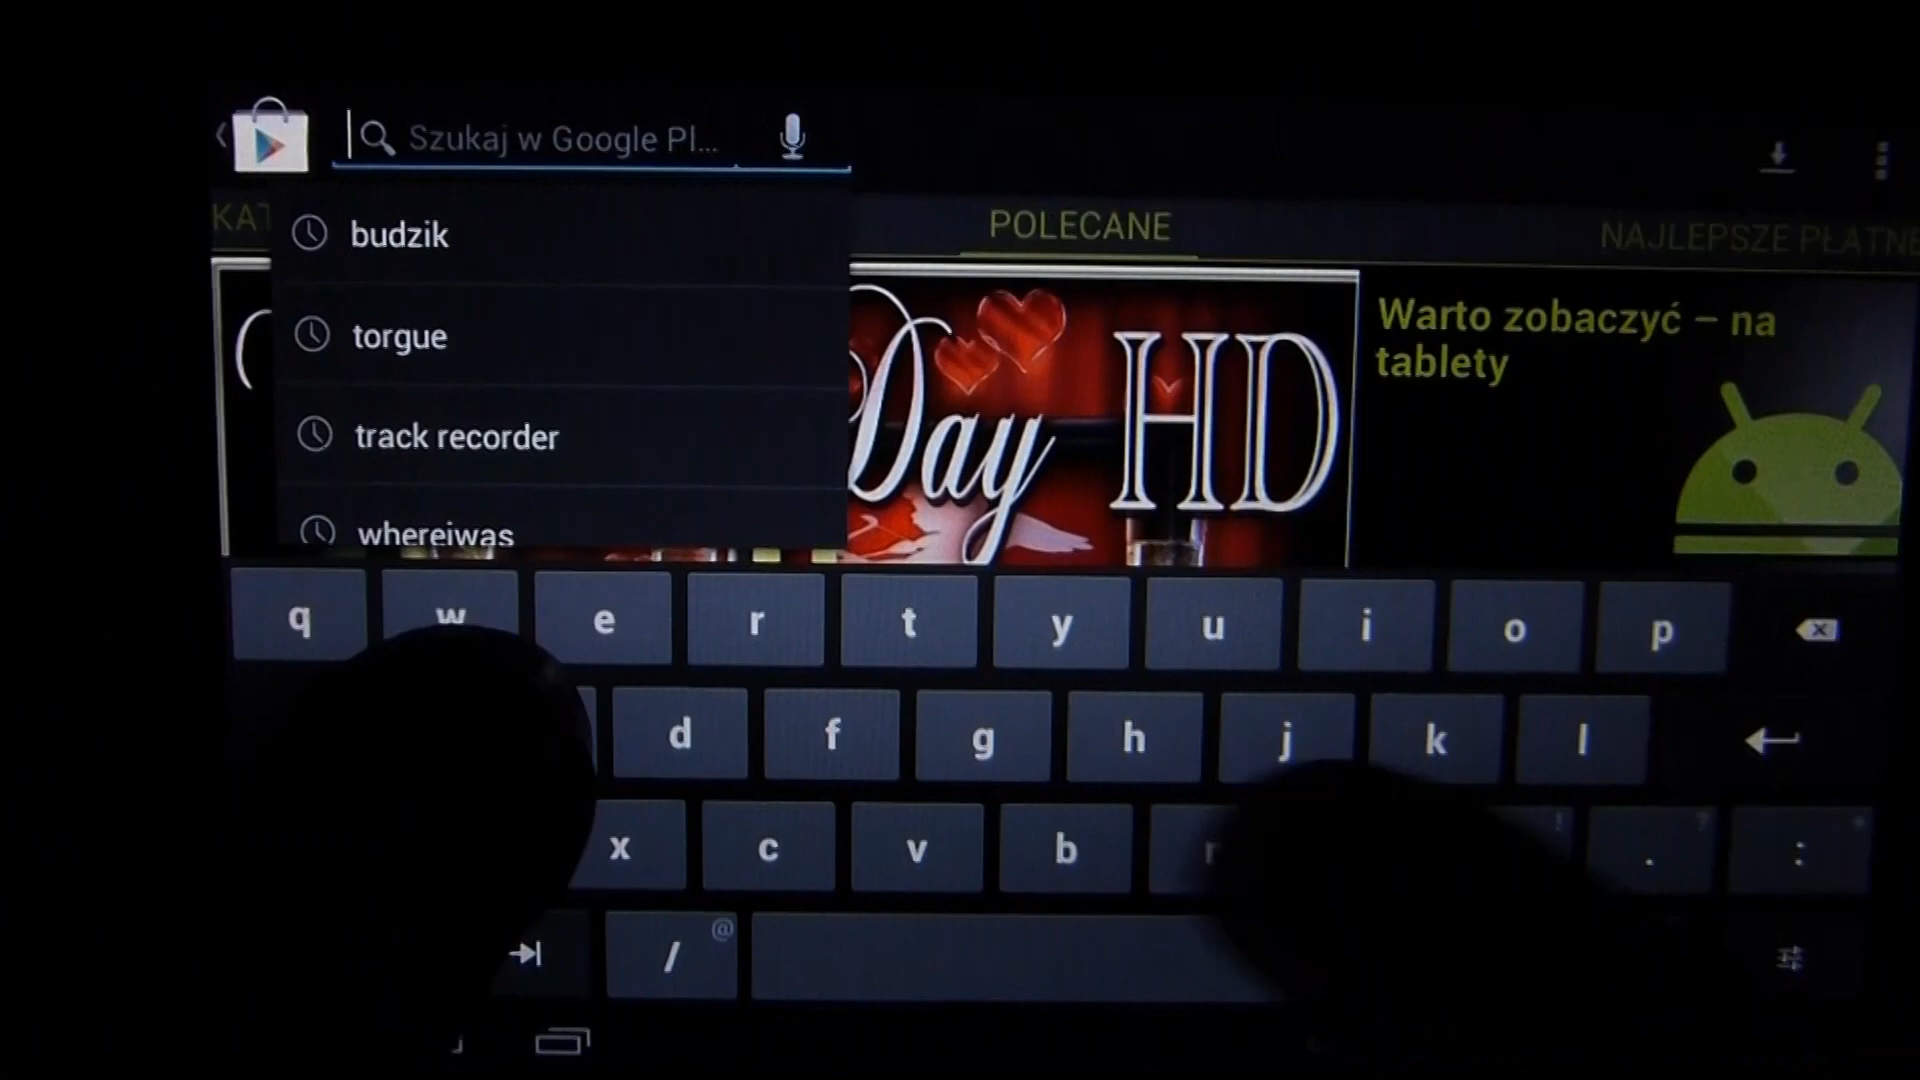 Szukaj w Google Pl...
KAT
POLECANE
NAJLEPSZE PŁATNE
budzik
torgue
track recorder
whereiwas
Day HD
Warto zobaczyć – na
tablety
q w e r t y u i o p
d f g h j k l
x c v b n ! ? . :
@ /